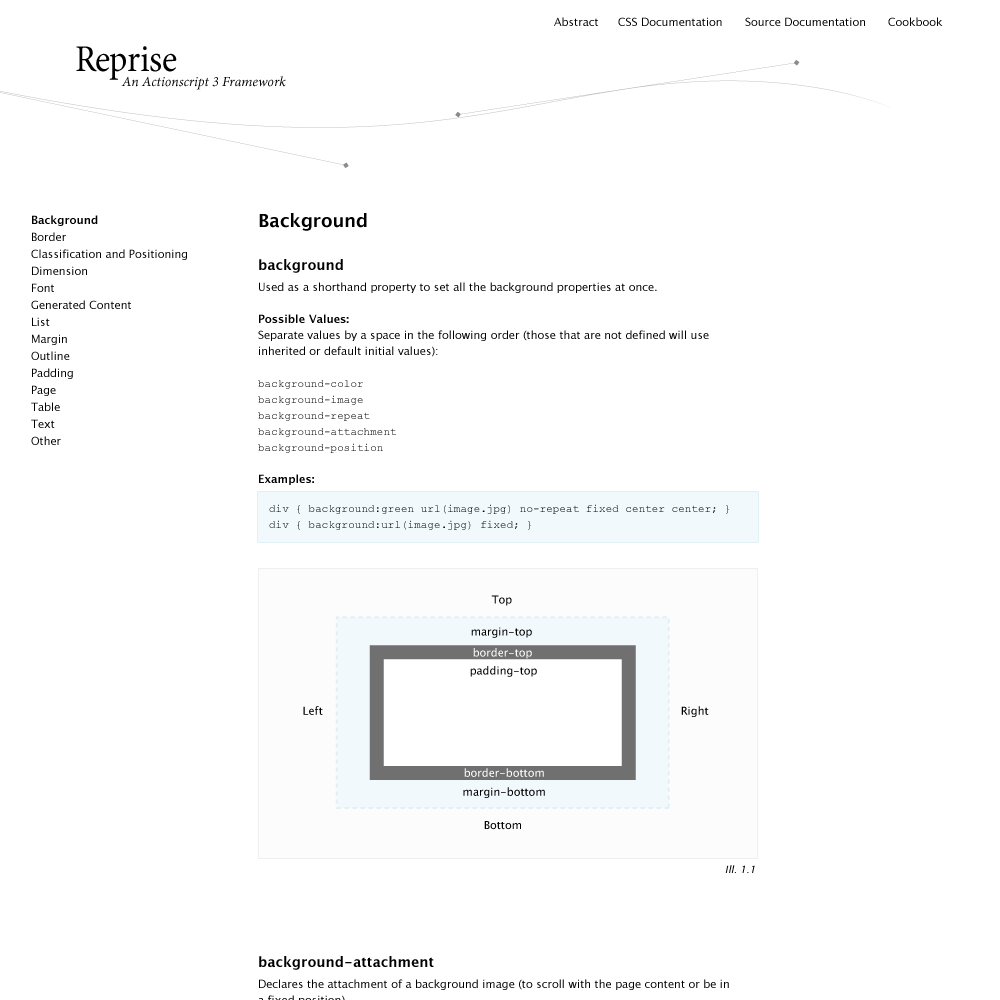 Abstract CSS Documentation Source Documentation Cookbook
Reprise
An Actionscript 3 Framework
Background
Border
Classification and Positioning
Dimension
Font
Generated Content
List
Margin
Outline
Padding
Page
Table
Text
Other
Background
background
Used as a shorthand property to set all the background properties at once.
Possible Values:
Separate values by a space in the following order (those that are not defined will use
inherited or default initial values):
background-color
background-image
background-repeat
background-attachment
background-position
Examples:
div { background:green url(image.jpg) no-repeat fixed center center; }
div { background:url(image.jpg) fixed; }
Top
margin-top
border-top
padding-top
Left
Right
border-bottom
margin-bottom
Bottom
Ill. 1.1
background-attachment
Declares the attachment of a background image (to scroll with the page content or be in
a fixed position)